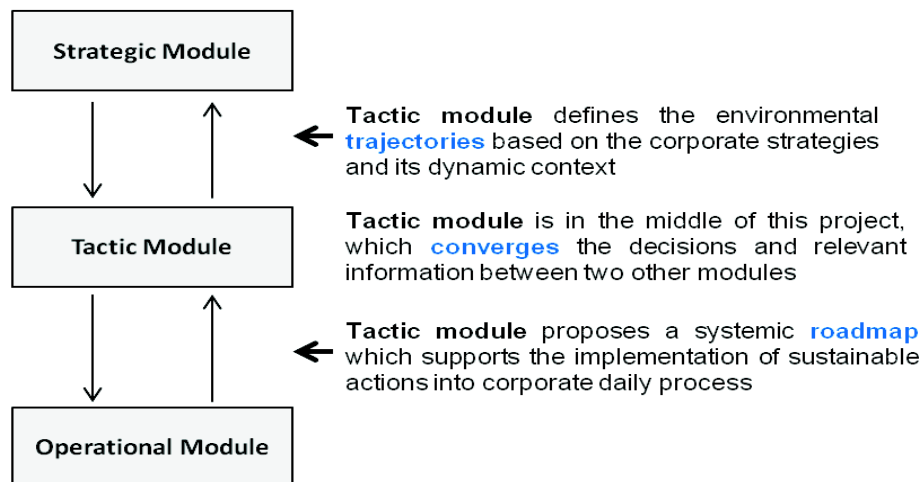 Strategic Module
Tactic module defines the environmental
trajectories based on the corporate strategies
and its dynamic context
Tactic Module
Tactic module is in the middle of this project,
which converges the decisions and relevant
information between two other modules
Tactic module proposes a systemic roadmap
which supports the implementation of sustainable
actions into corporate daily process
Operational Module